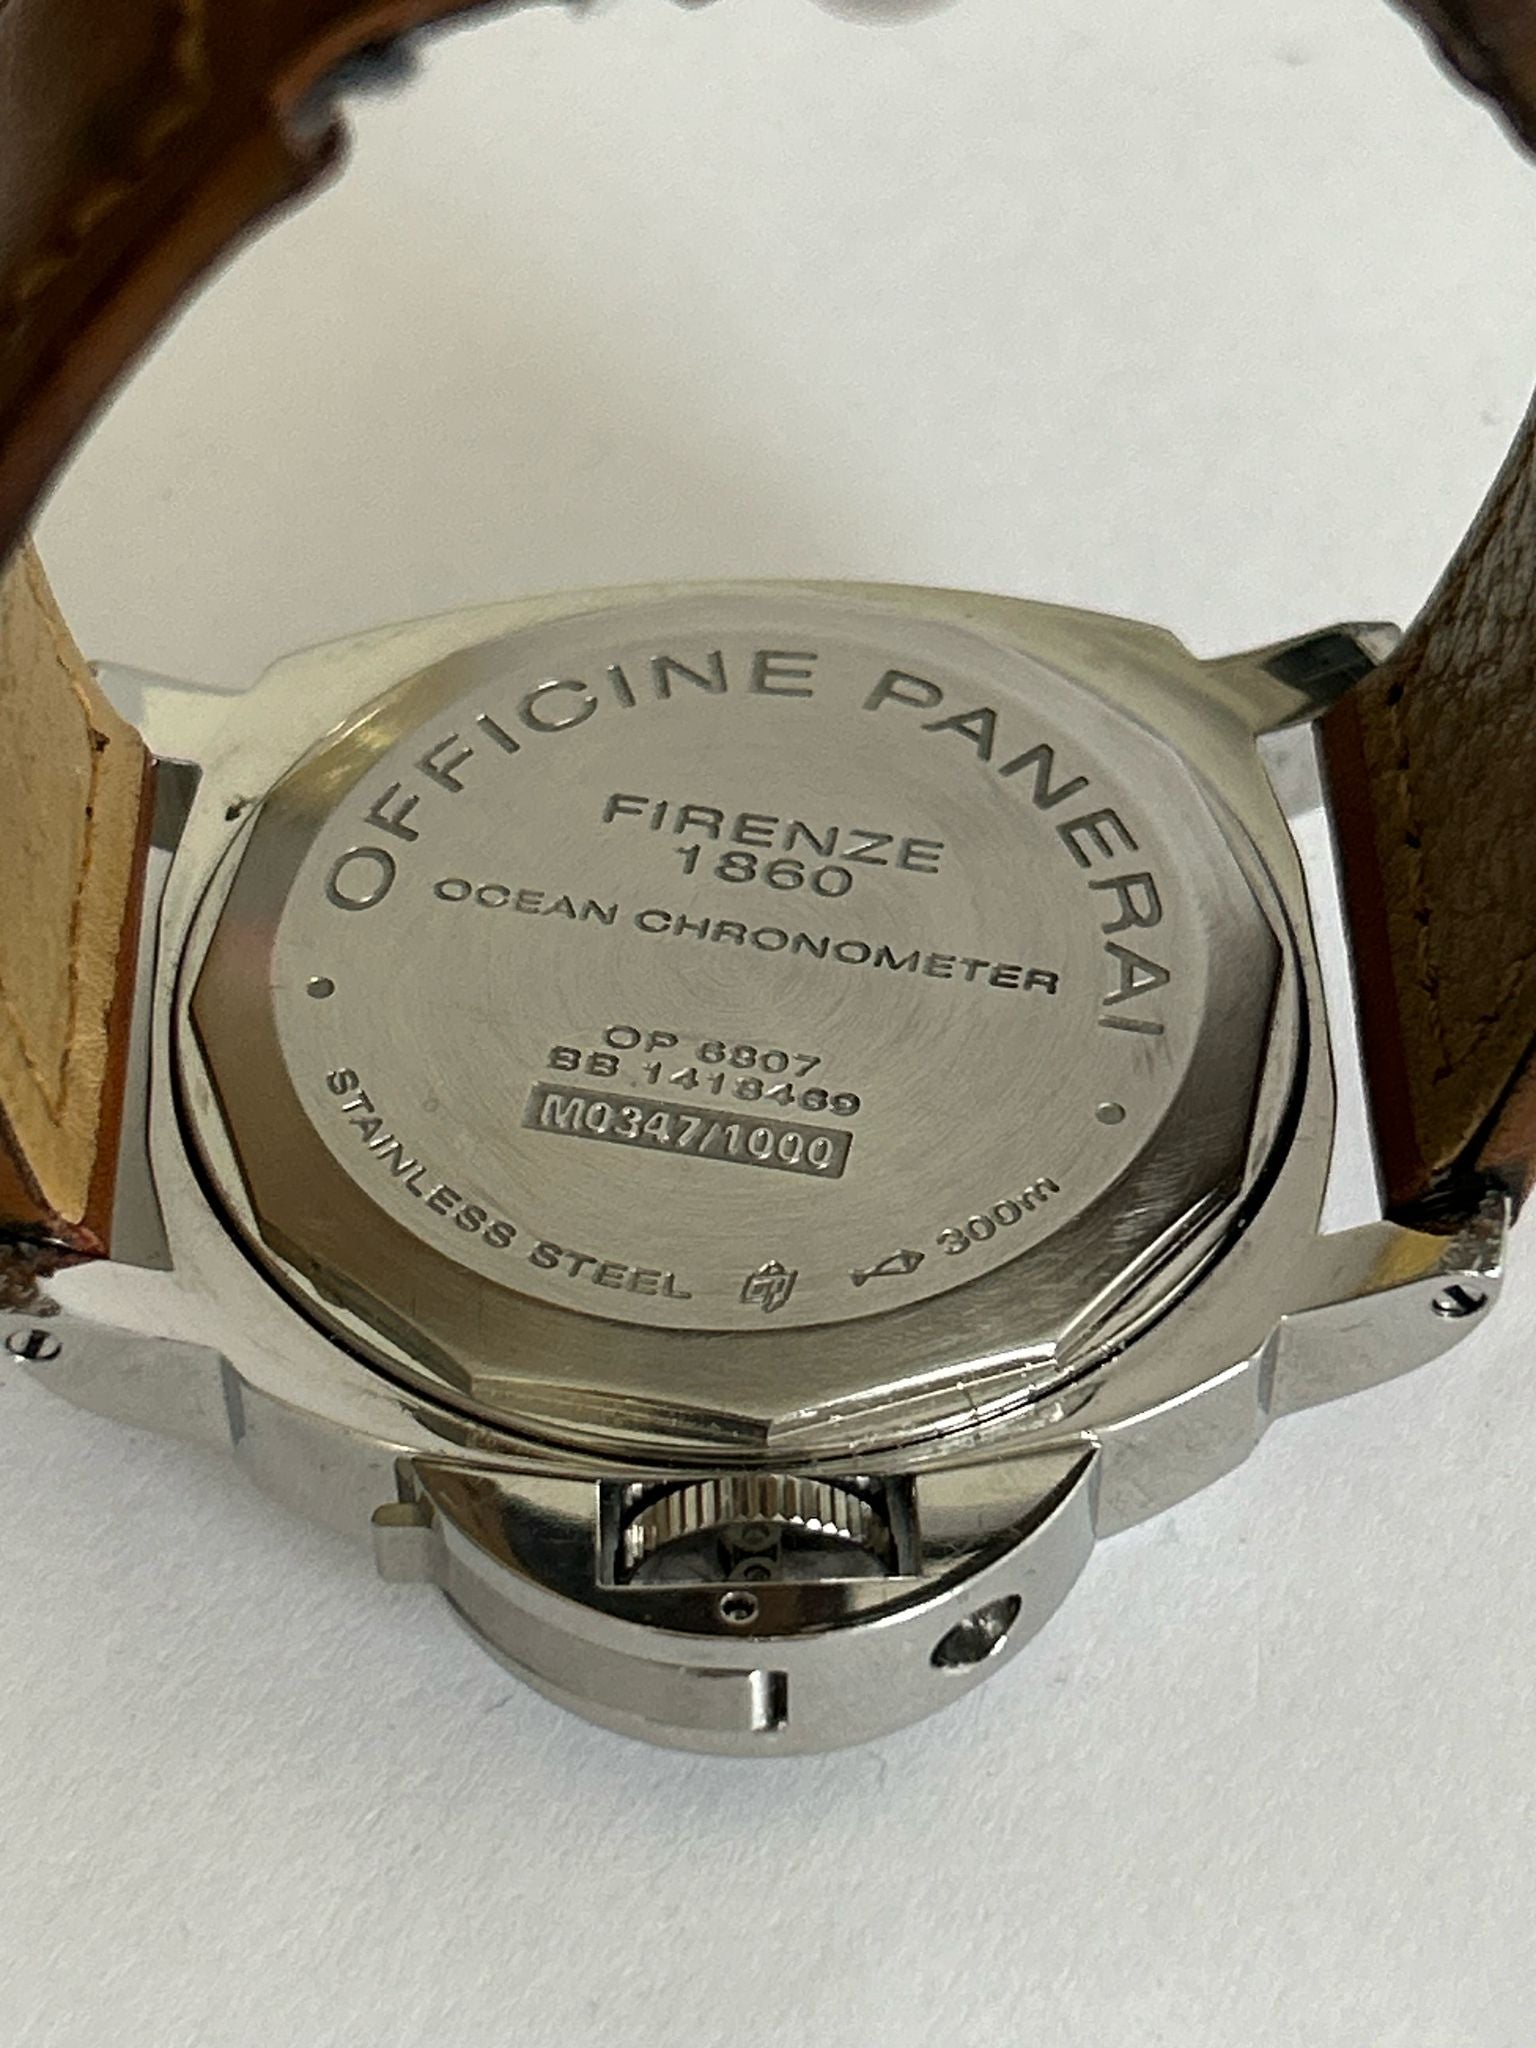 OFFICINE PANERAI
FIRENZE
1860
OCEAN CHRONOMETER
OP 6807
BB 1418469
M0347/1000
STAINLESS STEEL
300m